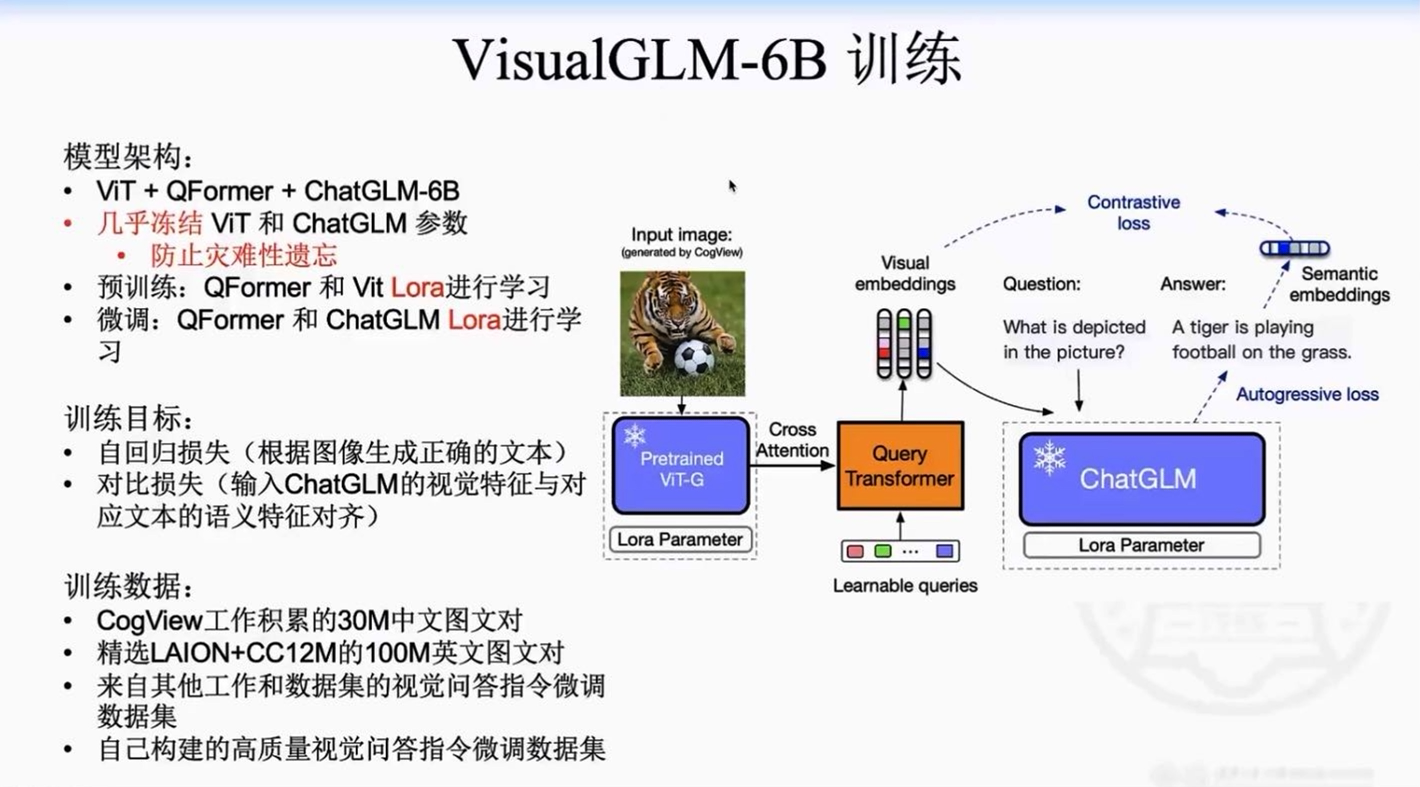 VisualGLM-6B 训练
模型架构：
• ViT + QFormer + ChatGLM-6B
• 几乎冻结 ViT 和 ChatGLM 参数
• 防止灾难性遗忘
• 预训练：QFormer 和 Vit Lora进行学习
• 微调：QFormer 和 ChatGLM Lora进行学
习
训练目标：
• 自回归损失（根据图像生成正确的文本）
• 对比损失（输入ChatGLM的视觉特征与对
应文本的语义特征对齐）
训练数据：
• CogView工作积累的30M中文图文对
• 精选LAION+CC12M的100M英文图文对
• 来自其他工作和数据集的视觉问答指令微调
数据集
• 自己构建的高质量视觉问答指令微调数据集
Input image:
(generated by CogView)
Pretrained
ViT-G
Lora Parameter
Cross
Attention
Visual
embeddings
Query
Transformer
...
Learnable queries
Contrastive
loss
Semantic
embeddings
Question:
What is depicted
in the picture?
Answer:
A tiger is playing
football on the grass.
Autogressive loss
ChatGLM
Lora Parameter